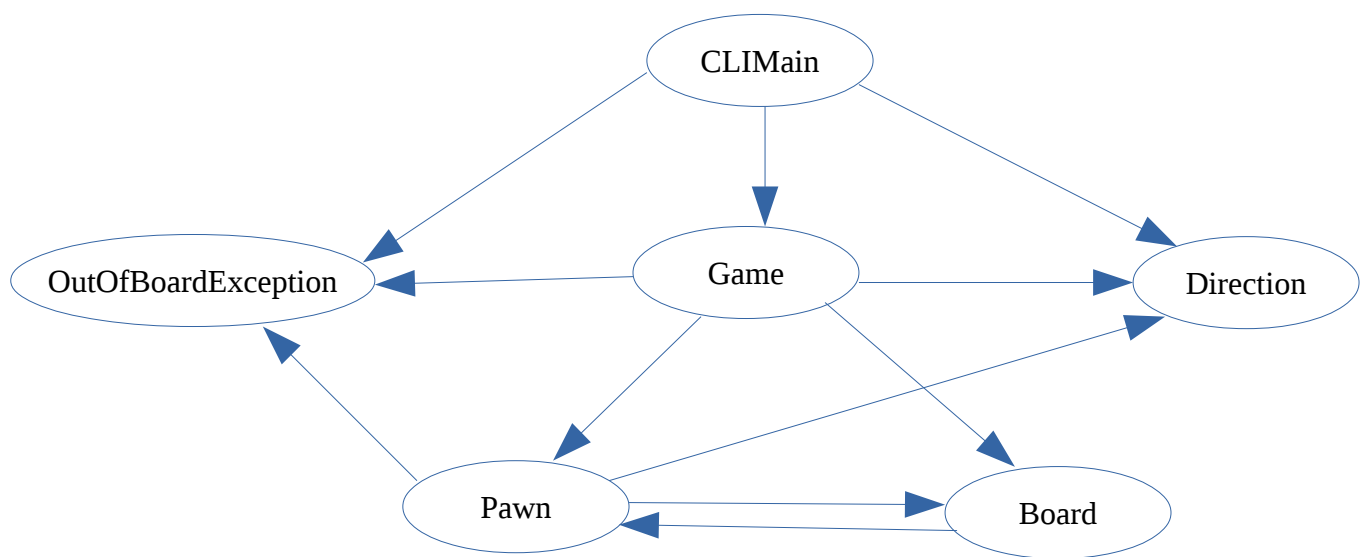 CLIMain
OutOfBoardException
Game
Direction
Pawn
Board